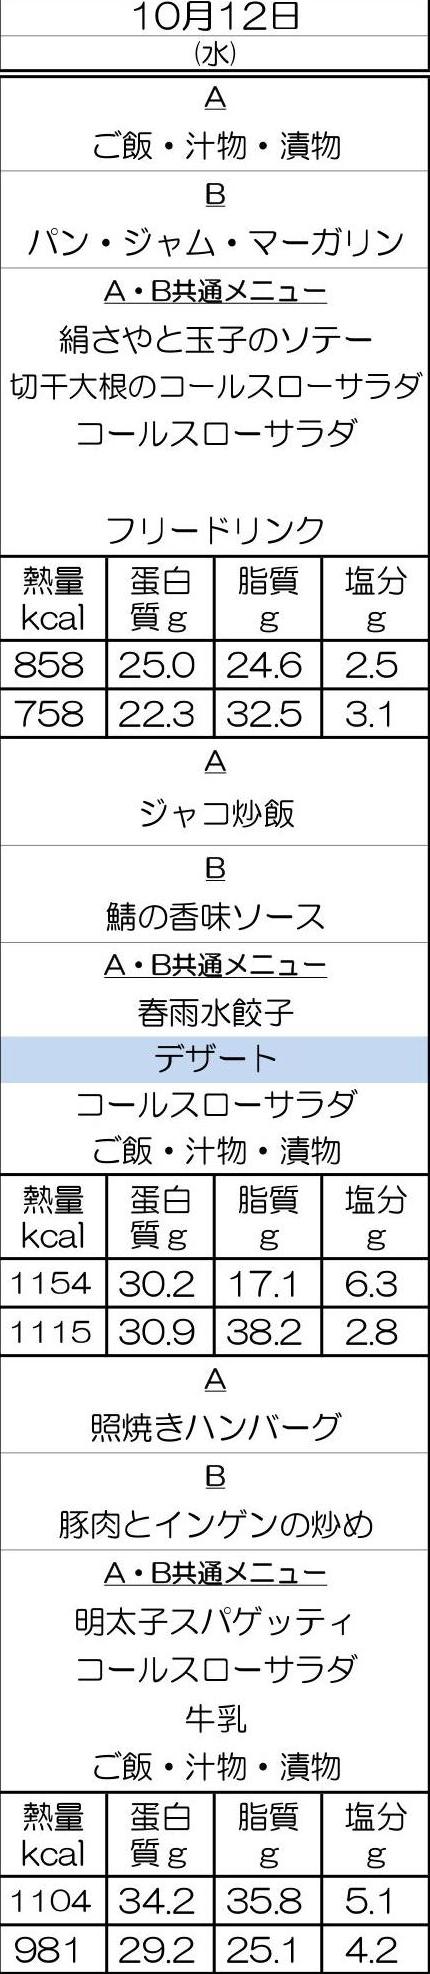 10月12日
(水)
A
ご飯・汁物・漬物
B
パン・ジャム・マーガリン
A・B共通メニュー
絹さやと玉子のソテー
切干大根のコールスローサラダ
コールスローサラダ
フリードリンク
熱量 蛋白 脂質 塩分
kcal 質g g g
858 25.0 24.6 2.5
758 22.3 32.5 3.1
A
ジャコ炒飯
B
鯖の香味ソース
A・B共通メニュー
春雨水餃子
デザート
コールスローサラダ
ご飯・汁物・漬物
熱量 蛋白 脂質 塩分
kcal 質g g g
1154 30.2 17.1 6.3
1115 30.9 38.2 2.8
A
照焼きハンバーグ
B
豚肉とインゲンの炒め
A・B共通メニュー
明太子スパゲッティ
コールスローサラダ
牛乳
ご飯・汁物・漬物
熱量 蛋白 脂質 塩分
kcal 質g g g
1104 34.2 35.8 5.1
981 29.2 25.1 4.2